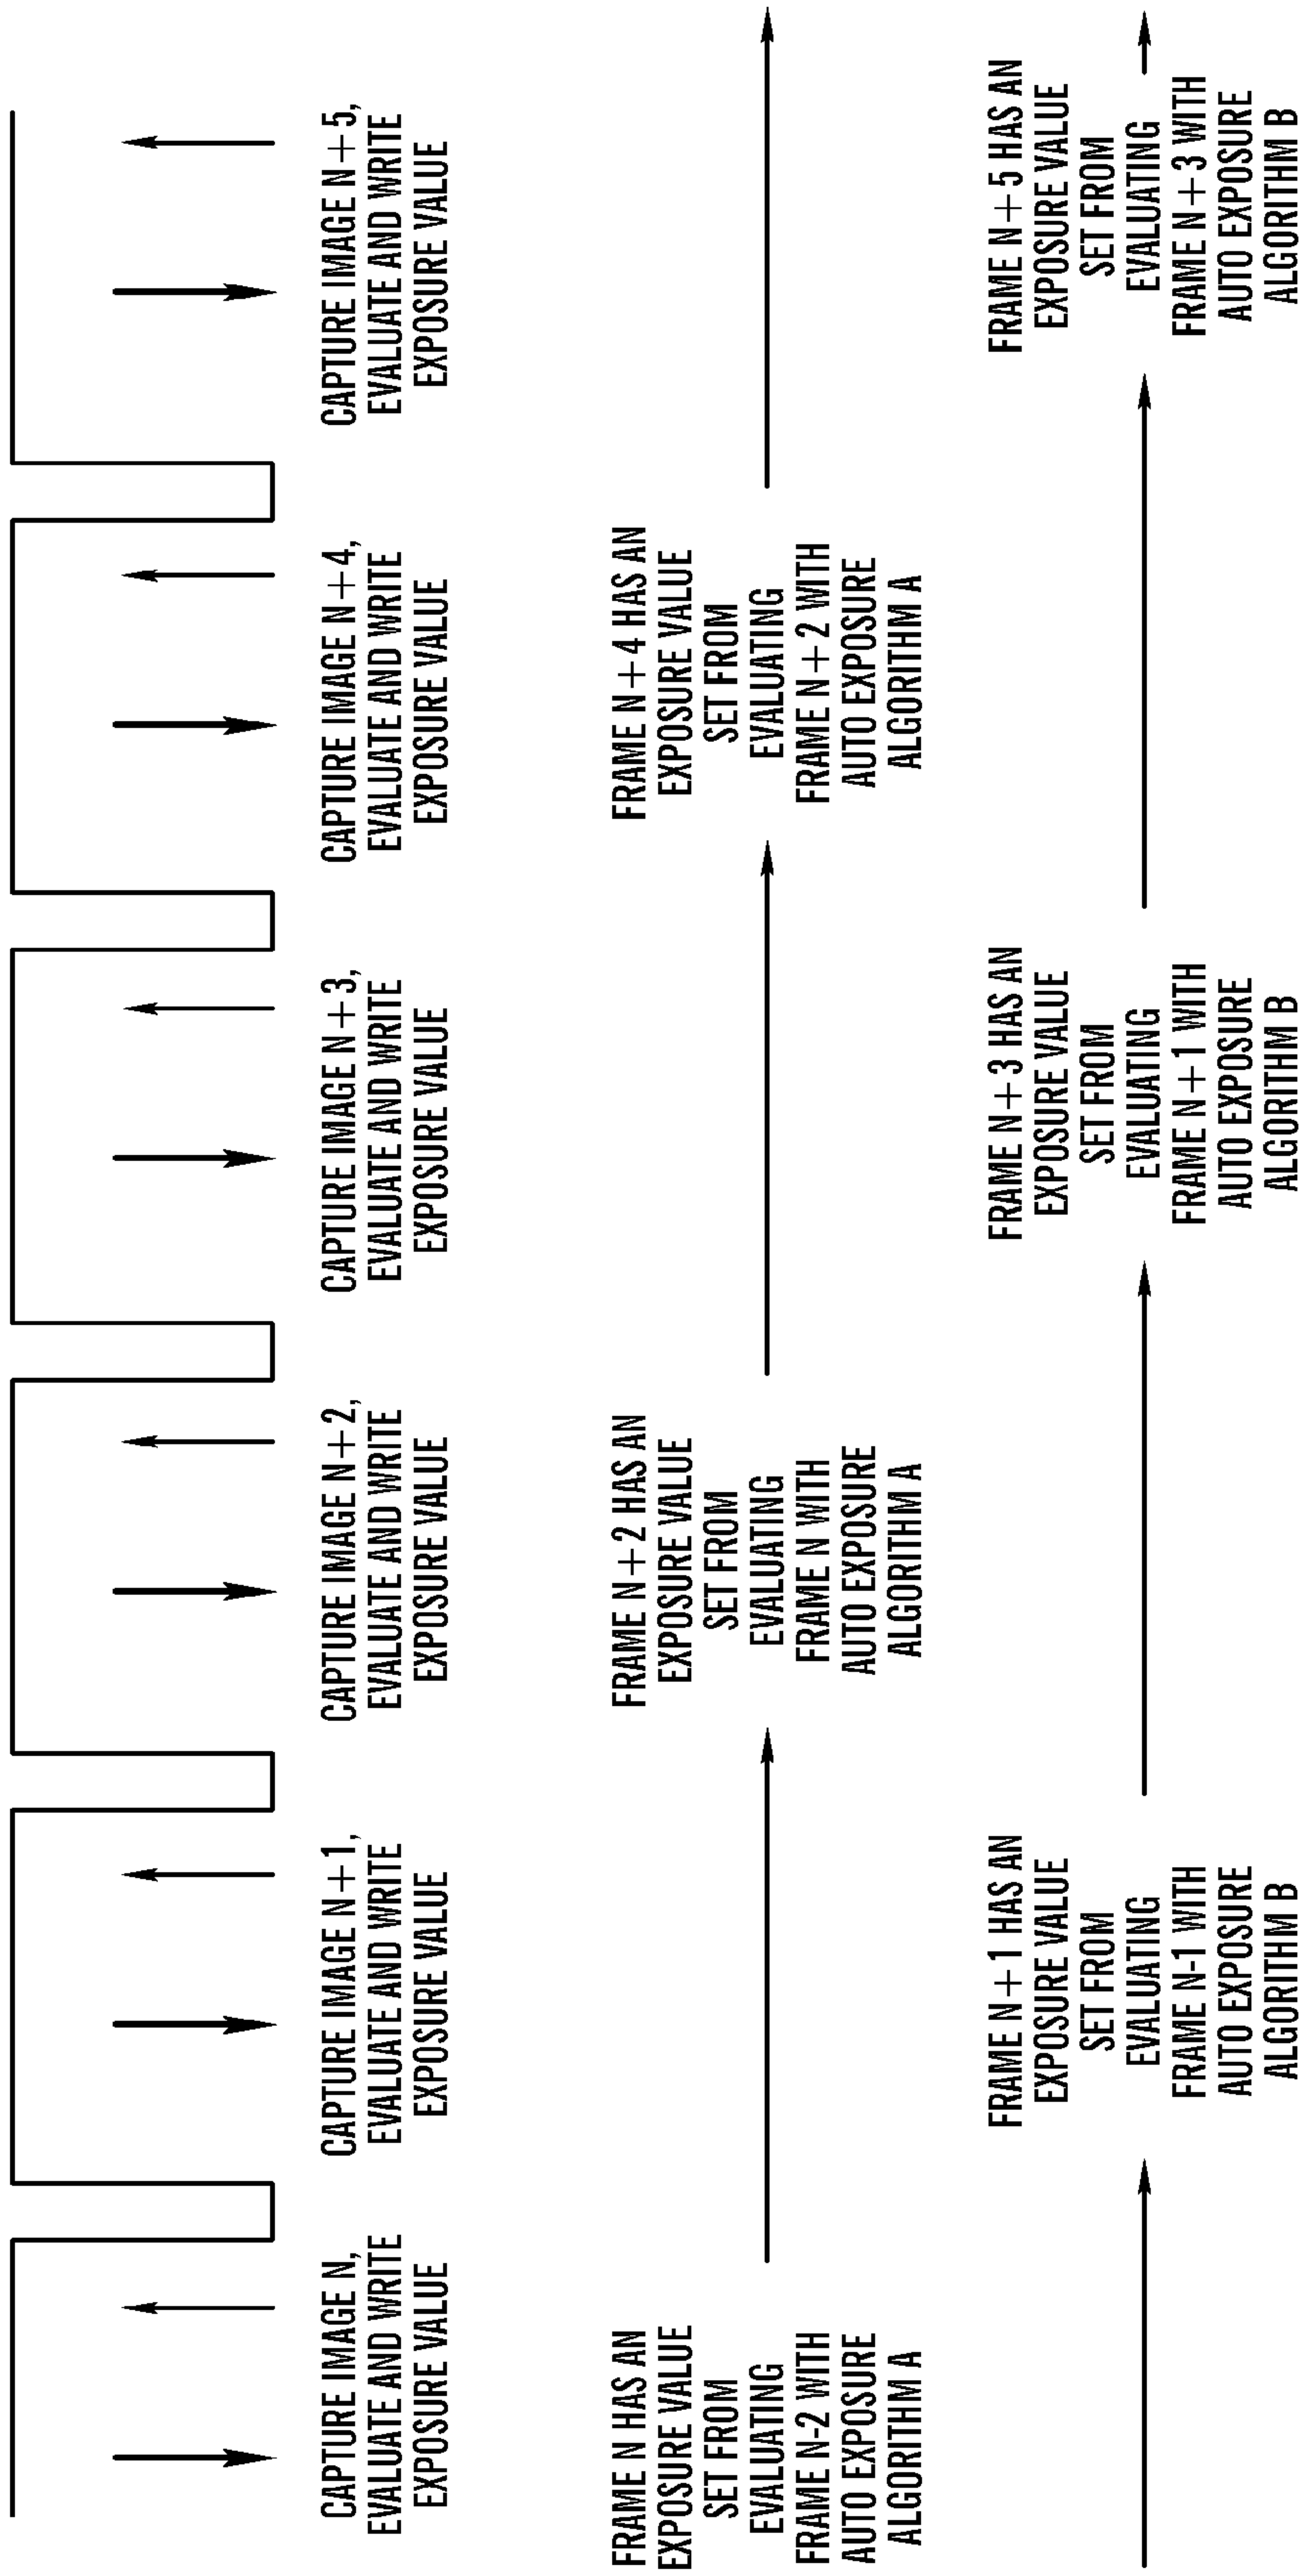 CAPTURE IMAGE N,
EVALUATE AND WRITE
EXPOSURE VALUE
CAPTURE IMAGE N+1,
EVALUATE AND WRITE
EXPOSURE VALUE
CAPTURE IMAGE N+2,
EVALUATE AND WRITE
EXPOSURE VALUE
CAPTURE IMAGE N+3,
EVALUATE AND WRITE
EXPOSURE VALUE
CAPTURE IMAGE N+4,
EVALUATE AND WRITE
EXPOSURE VALUE
CAPTURE IMAGE N+5,
EVALUATE AND WRITE
EXPOSURE VALUE
FRAME N HAS AN
EXPOSURE VALUE
SET FROM
EVALUATING
FRAME N-2 WITH
AUTO EXPOSURE
ALGORITHM A
FRAME N+2 HAS AN
EXPOSURE VALUE
SET FROM
EVALUATING
FRAME N WITH
AUTO EXPOSURE
ALGORITHM A
FRAME N+4 HAS AN
EXPOSURE VALUE
SET FROM
EVALUATING
FRAME N+2 WITH
AUTO EXPOSURE
ALGORITHM A
FRAME N+1 HAS AN
EXPOSURE VALUE
SET FROM
EVALUATING
FRAME N-1 WITH
AUTO EXPOSURE
ALGORITHM B
FRAME N+3 HAS AN
EXPOSURE VALUE
SET FROM
EVALUATING
FRAME N+1 WITH
AUTO EXPOSURE
ALGORITHM B
FRAME N+5 HAS AN
EXPOSURE VALUE
SET FROM
EVALUATING
FRAME N+3 WITH
AUTO EXPOSURE
ALGORITHM B